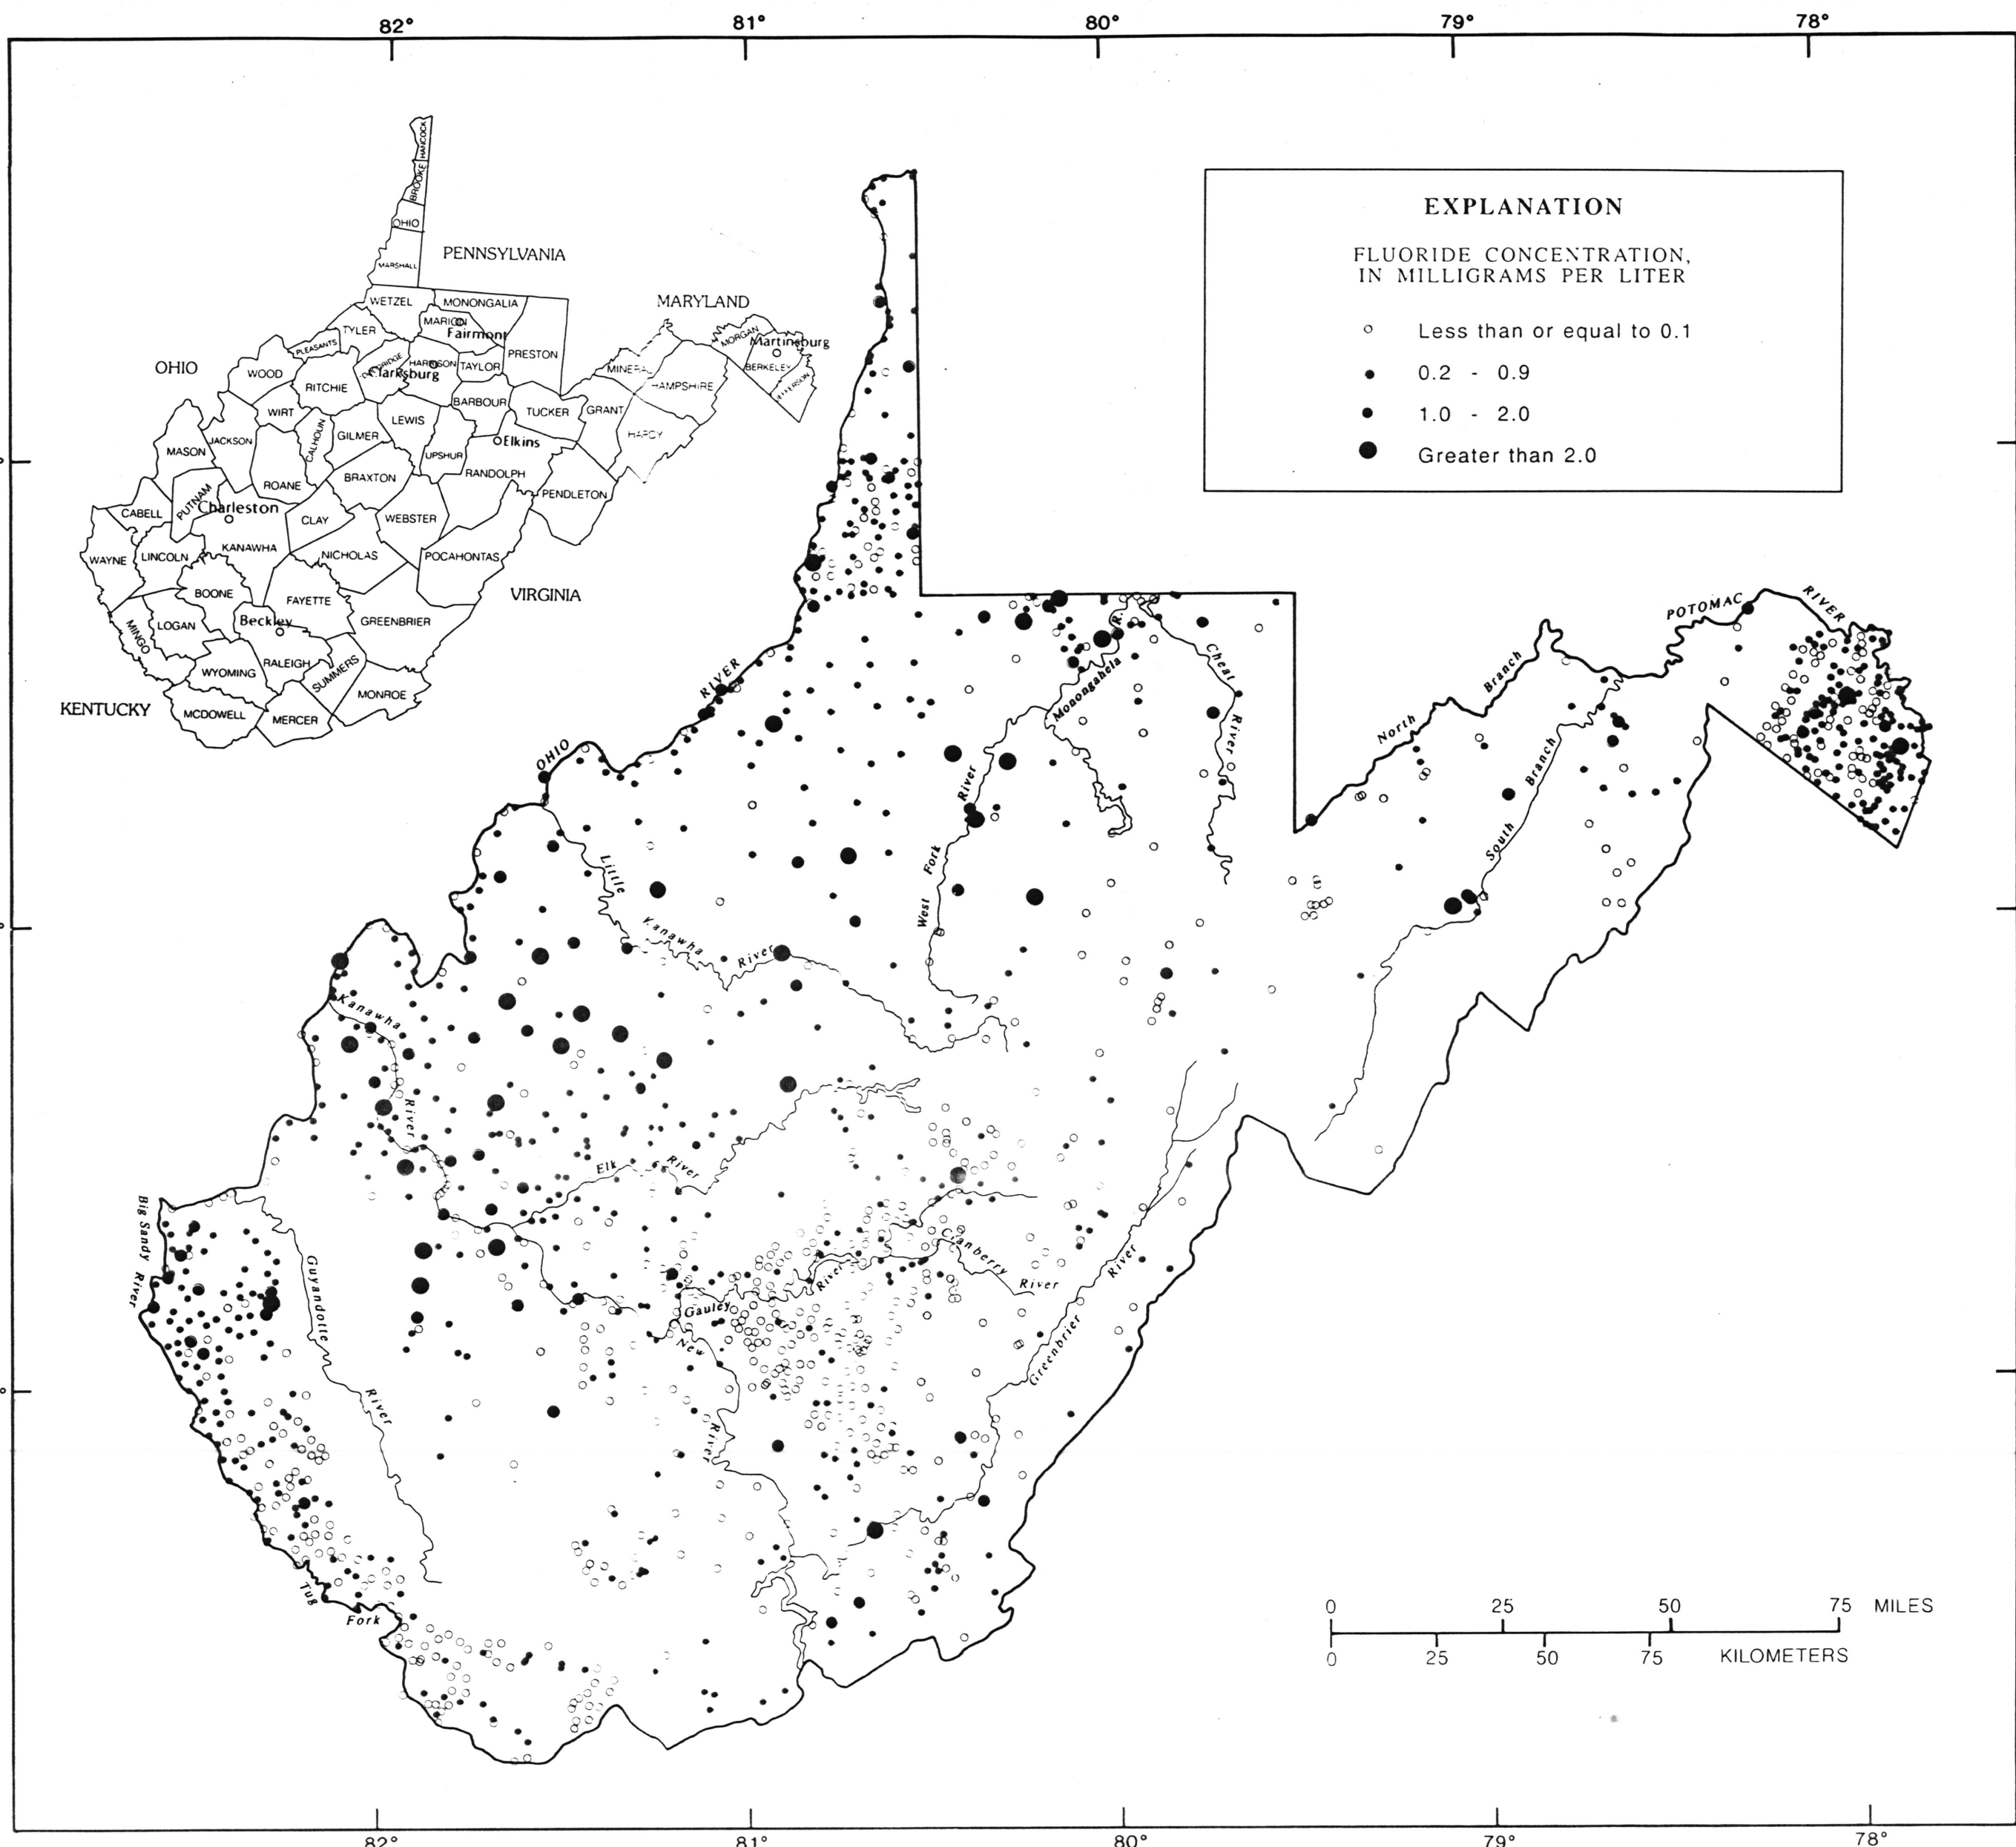 82° 81° 80° 79° 78°
HANCOCK
BROOKE
OHIO
MARSHALL
PENNSYLVANIA
WETZEL
MONONGALIA
MARYLAND
MARION
Fairmont
TYLER
PLEASANTS
MORGAN
Martinsburg
BERKELEY
OHIO
WOOD
RITCHIE
HARRISON
Clarksburg
TAYLOR
PRESTON
MINERAL
HAMPSHIRE
BARBOUR
WIRT
LEWIS
TUCKER
GRANT
HARDY
JACKSON
CALHOUN
GILMER
Elkins
MASON
UPSHUR
RANDOLPH
ROANE
BRAXTON
PENDLETON
PUTNAM
Charleston
CABELL
CLAY
WEBSTER
WAYNE
LINCOLN
KANAWHA
NICHOLAS
POCAHONTAS
BOONE
FAYETTE
VIRGINIA
MINGO
LOGAN
Beckley
GREENBRIER
WYOMING
RALEIGH
SUMMERS
MONROE
KENTUCKY
MCDOWELL
MERCER
EXPLANATION
FLUORIDE CONCENTRATION,
IN MILLIGRAMS PER LITER
Less than or equal to 0.1
0.2 - 0.9
1.0 - 2.0
Greater than 2.0
POTOMAC RIVER
North Branch
South Branch
Cheat River
Monongahela R.
OHIO RIVER
West Fork River
Little Kanawha River
Kanawha River
Elk River
Big Sandy River
Guyandotte River
Gauley River
Cranberry River
New River
Greenbrier River
Tug Fork
0 25 50 75 MILES
0 25 50 75 KILOMETERS
82° 81° 80° 79° 78°